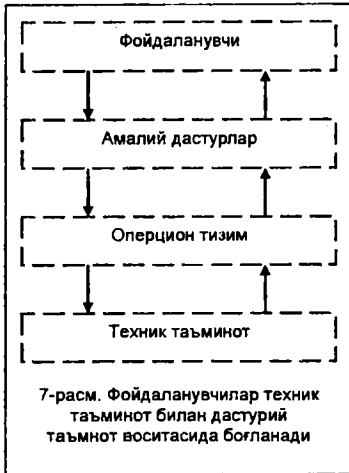 Фойдаланувчи
Амалий дастурлар
Оперцион тизим
Техник таъминот
7-расм. Фойдаланувчилар техник
таъминот билан дастурий
таъмнот воситасида боғланади